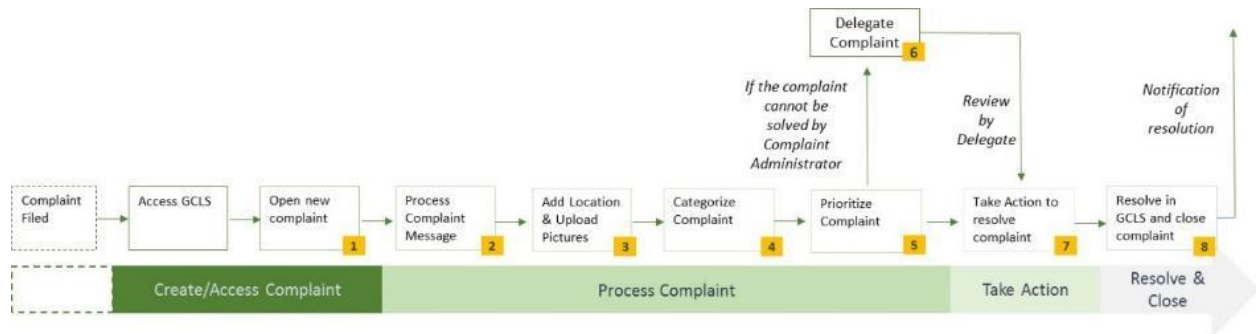 Delegate
Complaint
6
If the complaint
cannot be
solved by
Complaint
Administrator
Review
by
Delegate
Notification
of
resolution
Complaint
Filed
Access GCLS
Open new
complaint
1
Process
Complaint
Message
2
Add Location
& Upload
Pictures
3
Categorize
Complaint
4
Prioritize
Complaint
5
Take Action to
resolve
complaint
7
Resolve in
GCLS and close
complaint
8
Create/Access Complaint
Process Complaint
Take Action
Resolve &
Close